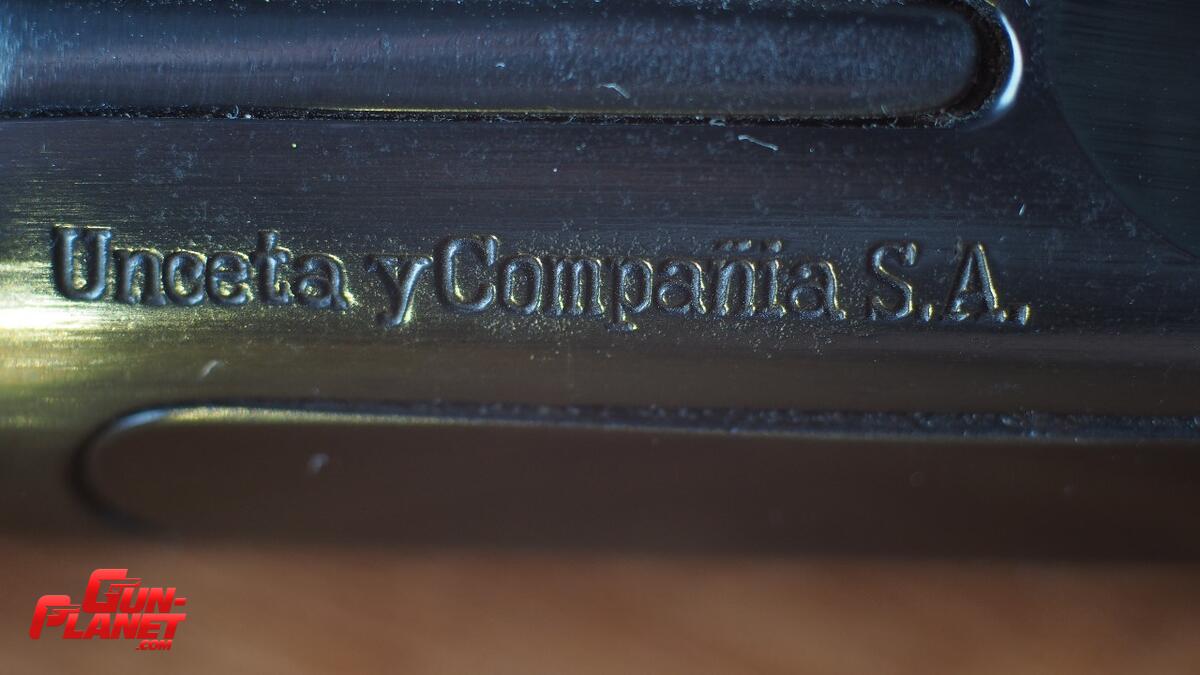 Unceta y Compañia S.A.
GUN-
PLANET
.COM